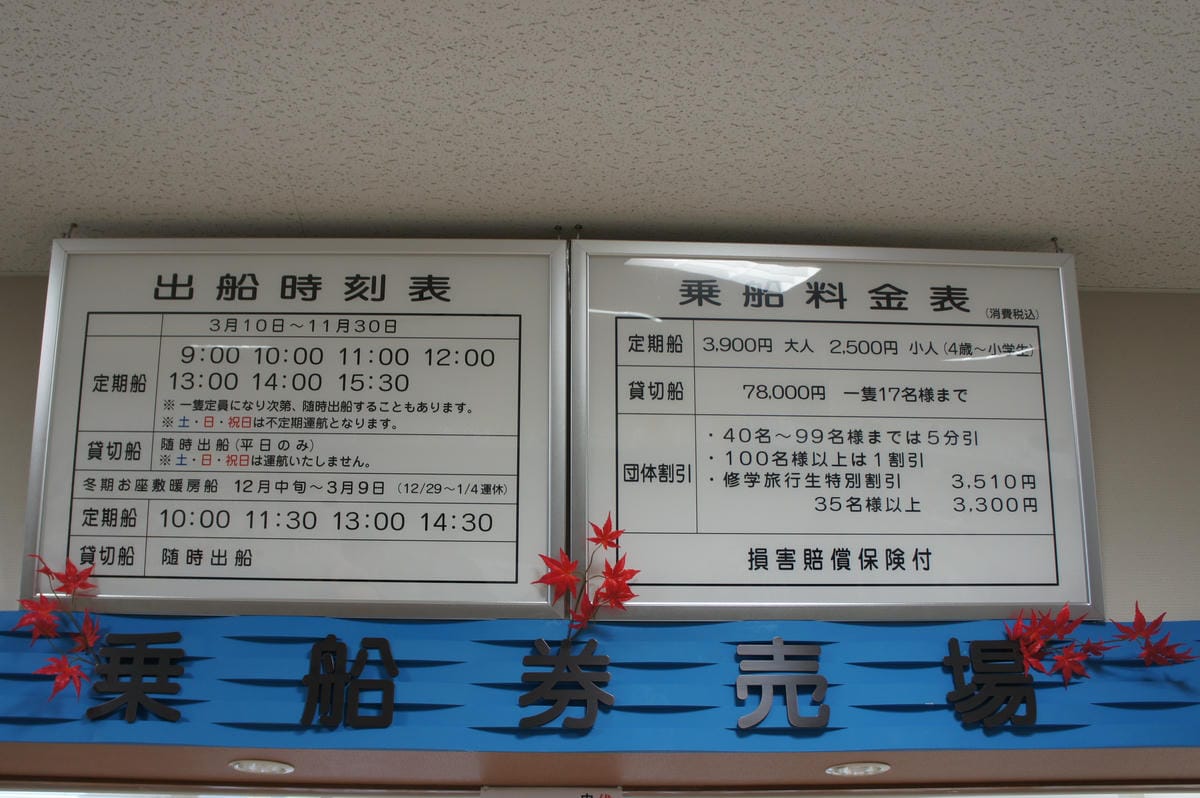 出船時刻表
3月10日～11月30日
定期船
9:00 10:00 11:00 12:00
13:00 14:00 15:30
※ 一隻定員になり次第、随時出船することもあります。
※ 土・日・祝日は不定期運航となります。
貸切船
随時出船(平日のみ)
※ 土・日・祝日は運航いたしません。
冬期お座敷暖房船 12月中旬～3月9日 (12/29～1/4運休)
定期船 10:00 11:30 13:00 14:30
貸切船 随時出船
乗船料金表
(消費税込)
定期船 3,900円 大人 2,500円 小人(4歳～小学生)
貸切船 78,000円 一隻17名様まで
団体割引
・40名～99名様までは5分引
・100名様以上は1割引
・修学旅行生特別割引 3,510円
35名様以上 3,300円
損害賠償保険付
乗船券売場